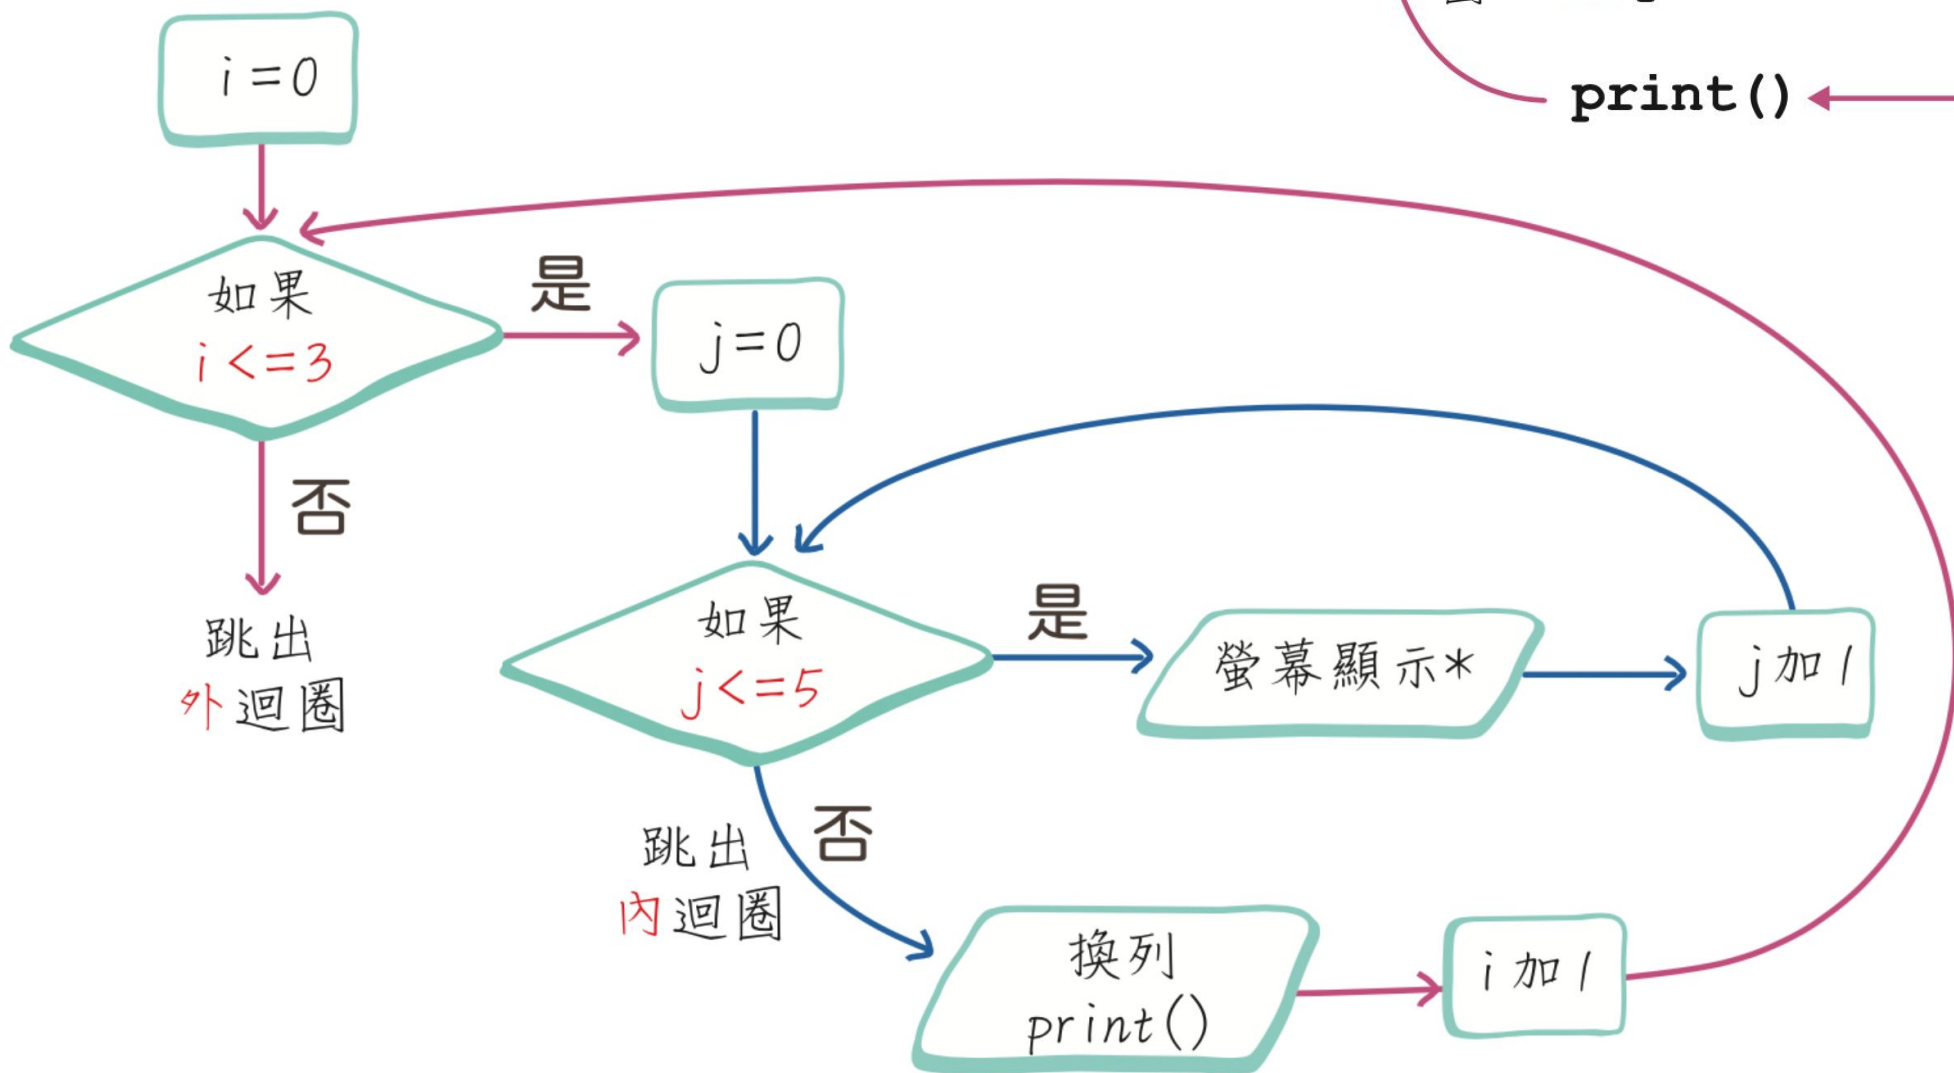 print()
i=0
如果
i<=3
是
j=0
否
跳出
外迴圈
如果
j<=5
是
螢幕顯示*
j加1
否
跳出
內迴圈
換列
print()
i加1